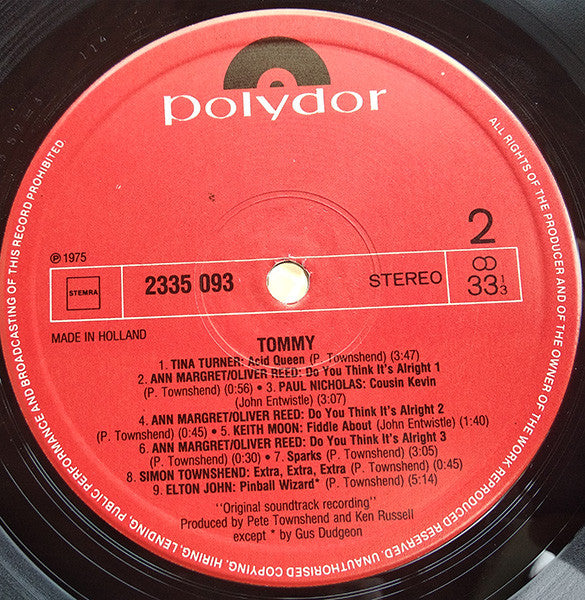 polydor
ALL RIGHTS OF THE PRODUCER AND OF THE OWNER OF THE WORK REPRODUCED RESERVED. UNAUTHORISED COPYING, HIRING, LENDING, PUBLIC PERFORMANCE AND BROADCASTING OF THIS RECORD PROHIBITED
2
℗ 1975
STEMRA
2335 093
STEREO
33 1/3
MADE IN HOLLAND
TOMMY
1. TINA TURNER: Acid Queen (P. Townshend) (3:47)
2. ANN MARGRET/OLIVER REED: Do You Think It's Alright 1
(P. Townshend) (0:56) • 3. PAUL NICHOLAS: Cousin Kevin
(John Entwistle) (3:07)
4. ANN MARGRET/OLIVER REED: Do You Think It's Alright 2
(P. Townshend) (0:45) • 5. KEITH MOON: Fiddle About (John Entwistle) (1:40)
6. ANN MARGRET/OLIVER REED: Do You Think It's Alright 3
(P. Townshend) (0:30) • 7. Sparks (P. Townshend) (3:05)
8. SIMON TOWNSHEND: Extra, Extra, Extra (P. Townshend) (0:45)
9. ELTON JOHN: Pinball Wizard* (P. Townshend) (5:14)
"Original soundtrack recording"
Produced by Pete Townshend and Ken Russell
except * by Gus Dudgeon